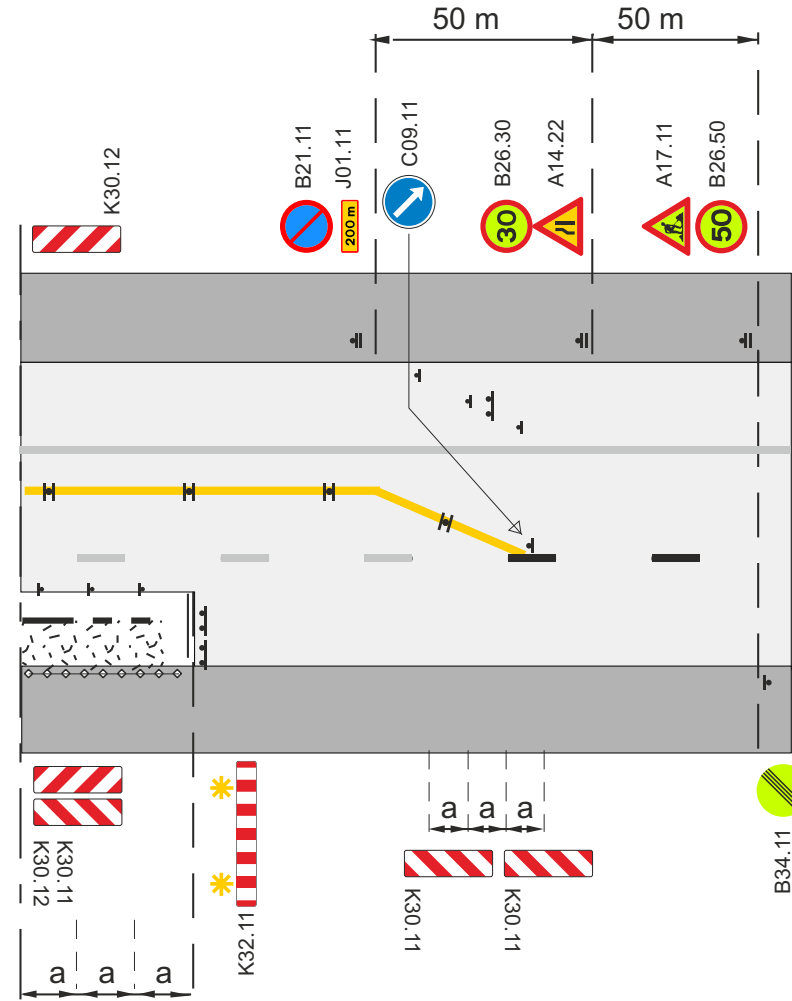 50 m
50 m
K30.12
B21.11
J01.11
200 m
C09.11
B26.30
30
A14.22
A17.11
B26.50
50
K30.12
K30.11
K32.11
a
a
a
K30.11
K30.11
B34.11
a
a
a